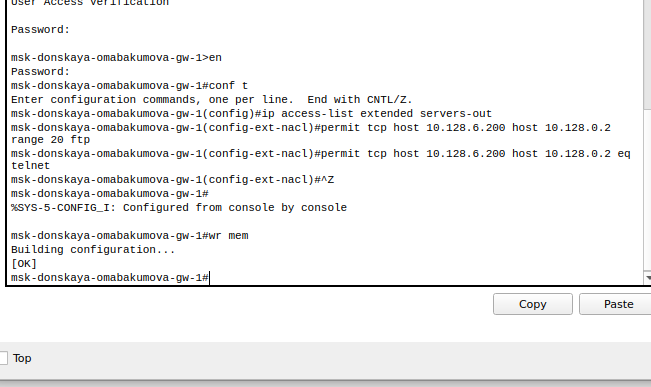 User Access Verification
Password:
msk-donskaya-omabakumova-gw-1>en
Password:
msk-donskaya-omabakumova-gw-1#conf t
Enter configuration commands, one per line.  End with CNTL/Z.
msk-donskaya-omabakumova-gw-1(config)#ip access-list extended servers-out
msk-donskaya-omabakumova-gw-1(config-ext-nacl)#permit tcp host 10.128.6.200 host 10.128.0.2
range 20 ftp
msk-donskaya-omabakumova-gw-1(config-ext-nacl)#permit tcp host 10.128.6.200 host 10.128.0.2 eq
telnet
msk-donskaya-omabakumova-gw-1(config-ext-nacl)#^Z
msk-donskaya-omabakumova-gw-1#
%SYS-5-CONFIG_I: Configured from console by console
msk-donskaya-omabakumova-gw-1#wr mem
Building configuration...
[OK]
msk-donskaya-omabakumova-gw-1#
Copy Paste
Top